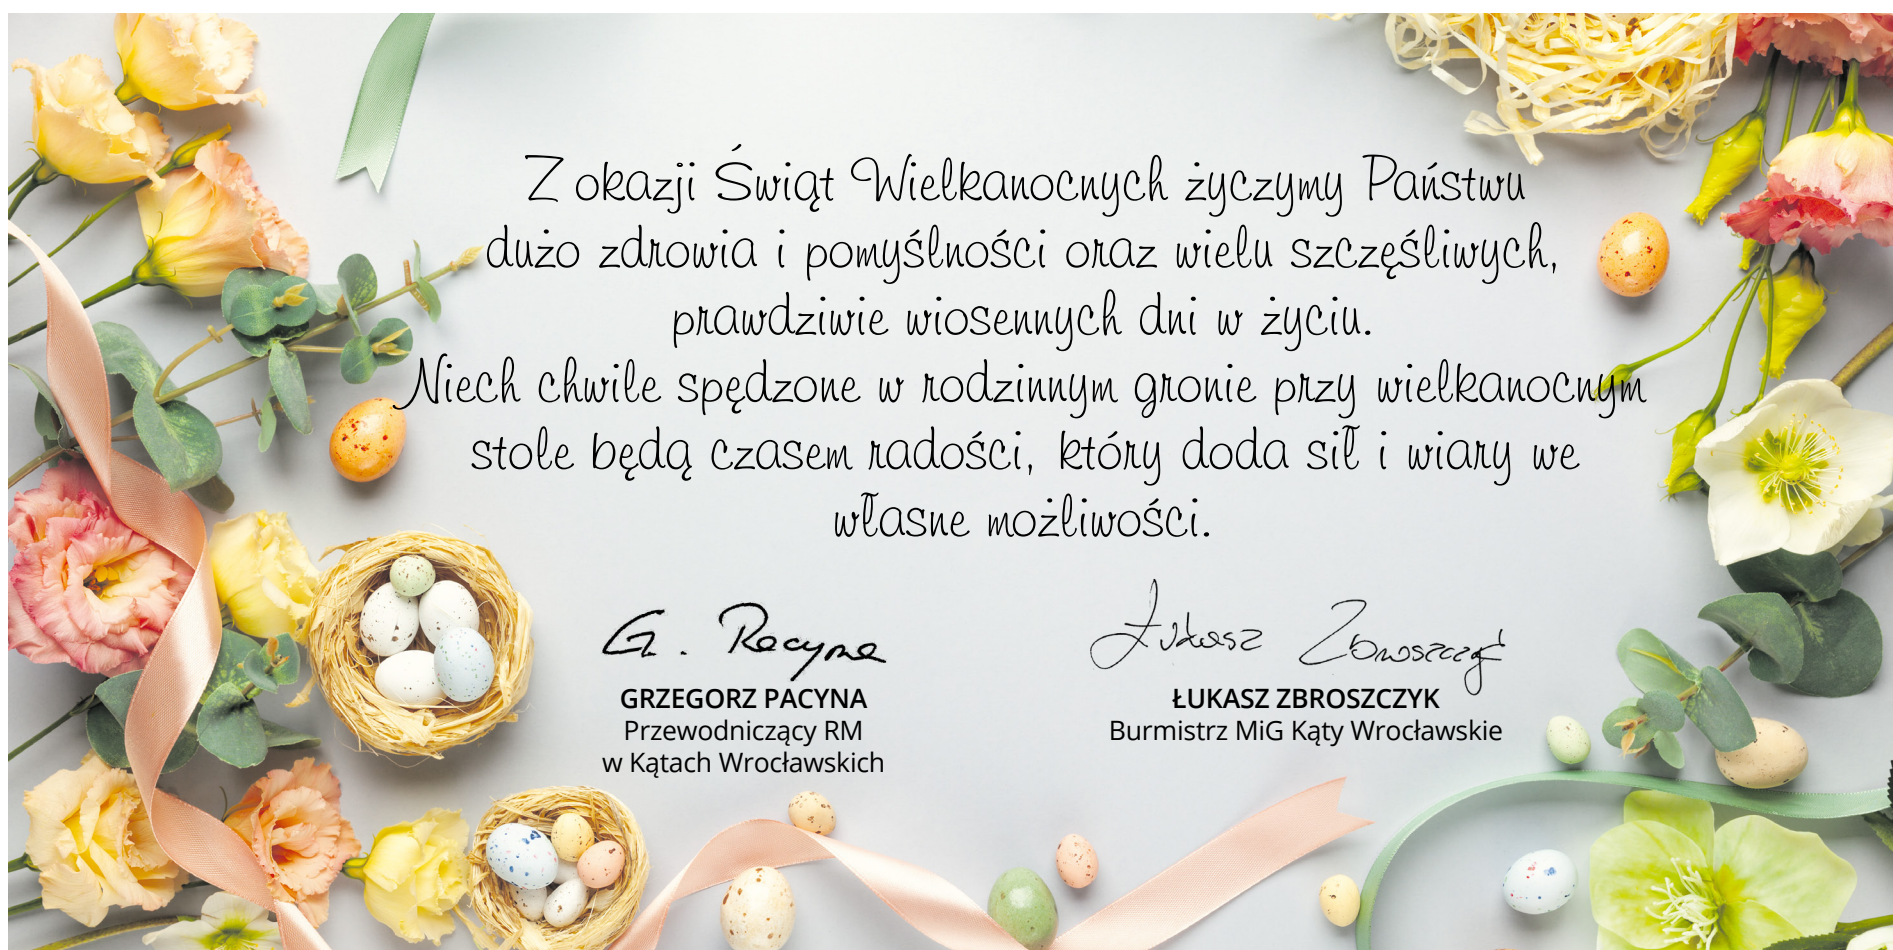 Z okazji Świąt Wielkanocnych życzymy Państwu
dużo zdrowia i pomyślności oraz wielu szczęśliwych,
prawdziwie wiosennych dni w życiu.
Niech chwile spędzone w rodzinnym gronie przy wielkanocnym
stole będą czasem radości, który doda sił i wiary we
własne możliwości.
G. Pacyna
Łukasz Zbroszczyk
GRZEGORZ PACYNA
Przewodniczący RM
w Kątach Wrocławskich
ŁUKASZ ZBROSZCZYK
Burmistrz MiG Kąty Wrocławskie